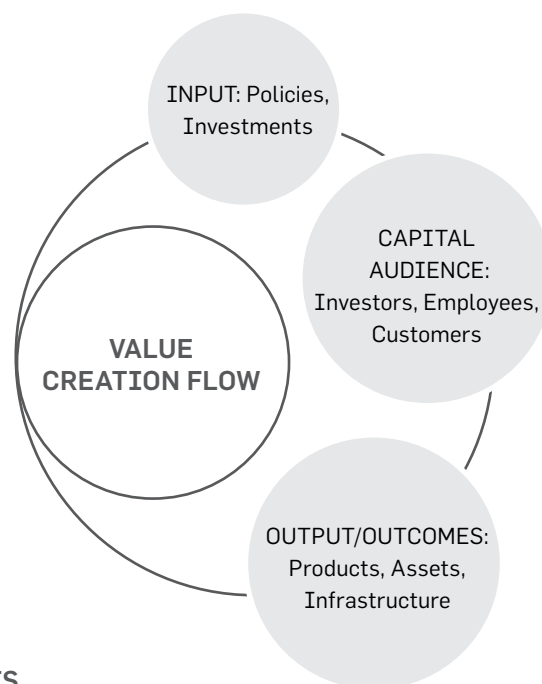 INPUT: Policies,
Investments
CAPITAL
AUDIENCE:
Investors, Employees,
Customers
VALUE
CREATION FLOW
OUTPUT/OUTCOMES:
Products, Assets,
Infrastructure